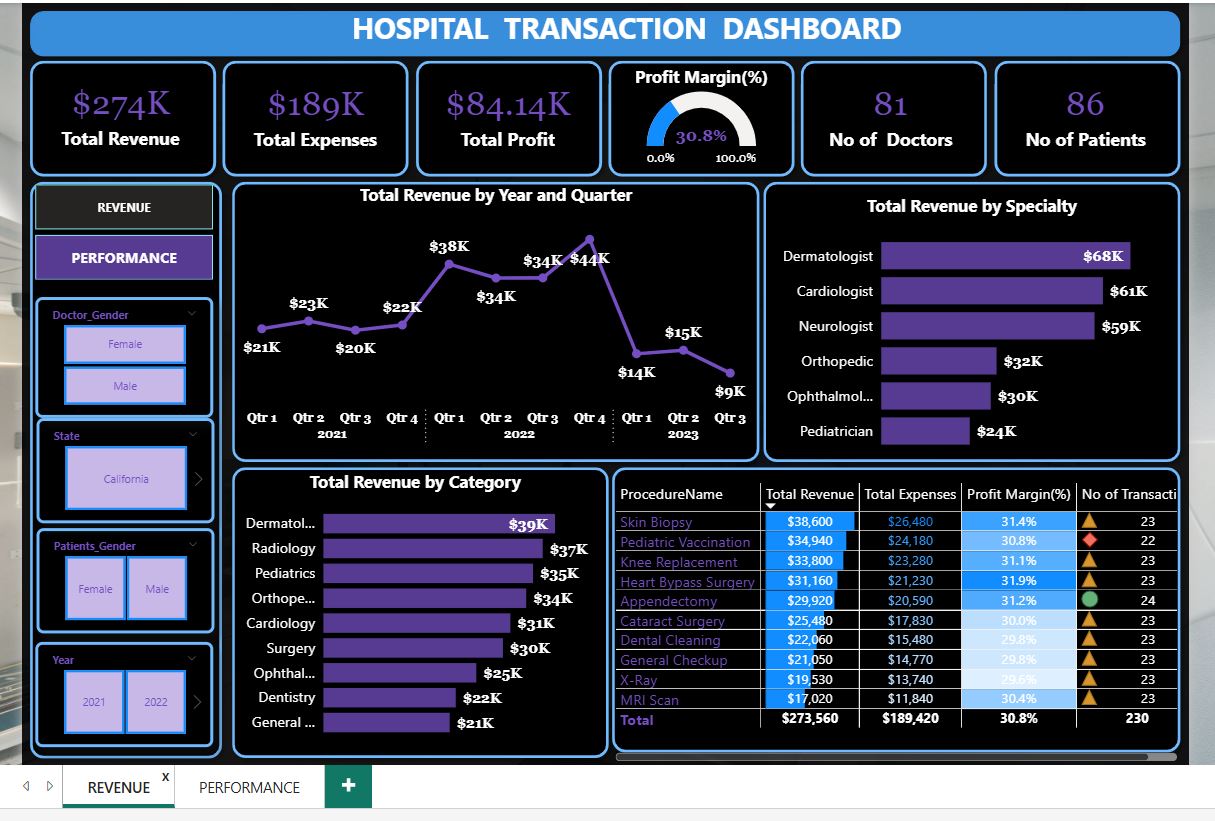 HOSPITAL TRANSACTION DASHBOARD
$274K
Total Revenue
$189K
Total Expenses
$84.14K
Total Profit
Profit Margin(%)
30.8%
0.0% 100.0%
81
No of Doctors
86
No of Patients
REVENUE
PERFORMANCE
Doctor_Gender
Female
Male
State
California
Patients_Gender
Female Male
Year
2021 2022
Total Revenue by Year and Quarter
$21K $23K $20K $22K $38K $34K $34K $44K $14K $15K $9K
Qtr 1 Qtr 2 Qtr 3 Qtr 4 Qtr 1 Qtr 2 Qtr 3 Qtr 4 Qtr 1 Qtr 2 Qtr 3
2021 2022 2023
Total Revenue by Specialty
Dermatologist $68K
Cardiologist $61K
Neurologist $59K
Orthopedic $32K
Ophthalmol... $30K
Pediatrician $24K
Total Revenue by Category
Dermatol... $39K
Radiology $37K
Pediatrics $35K
Orthope... $34K
Cardiology $31K
Surgery $30K
Ophthal... $25K
Dentistry $22K
General ... $21K
ProcedureName Total Revenue Total Expenses Profit Margin(%) No of Transacti
Skin Biopsy $38,600 $26,480 31.4% 23
Pediatric Vaccination $34,940 $24,180 30.8% 22
Knee Replacement $33,800 $23,280 31.1% 23
Heart Bypass Surgery $31,160 $21,230 31.9% 23
Appendectomy $29,920 $20,590 31.2% 24
Cataract Surgery $25,480 $17,830 30.0% 23
Dental Cleaning $22,060 $15,480 29.8% 23
General Checkup $21,050 $14,770 29.8% 23
X-Ray $19,530 $13,740 29.6% 23
MRI Scan $17,020 $11,840 30.4% 23
Total $273,560 $189,420 30.8% 230
REVENUE x PERFORMANCE +